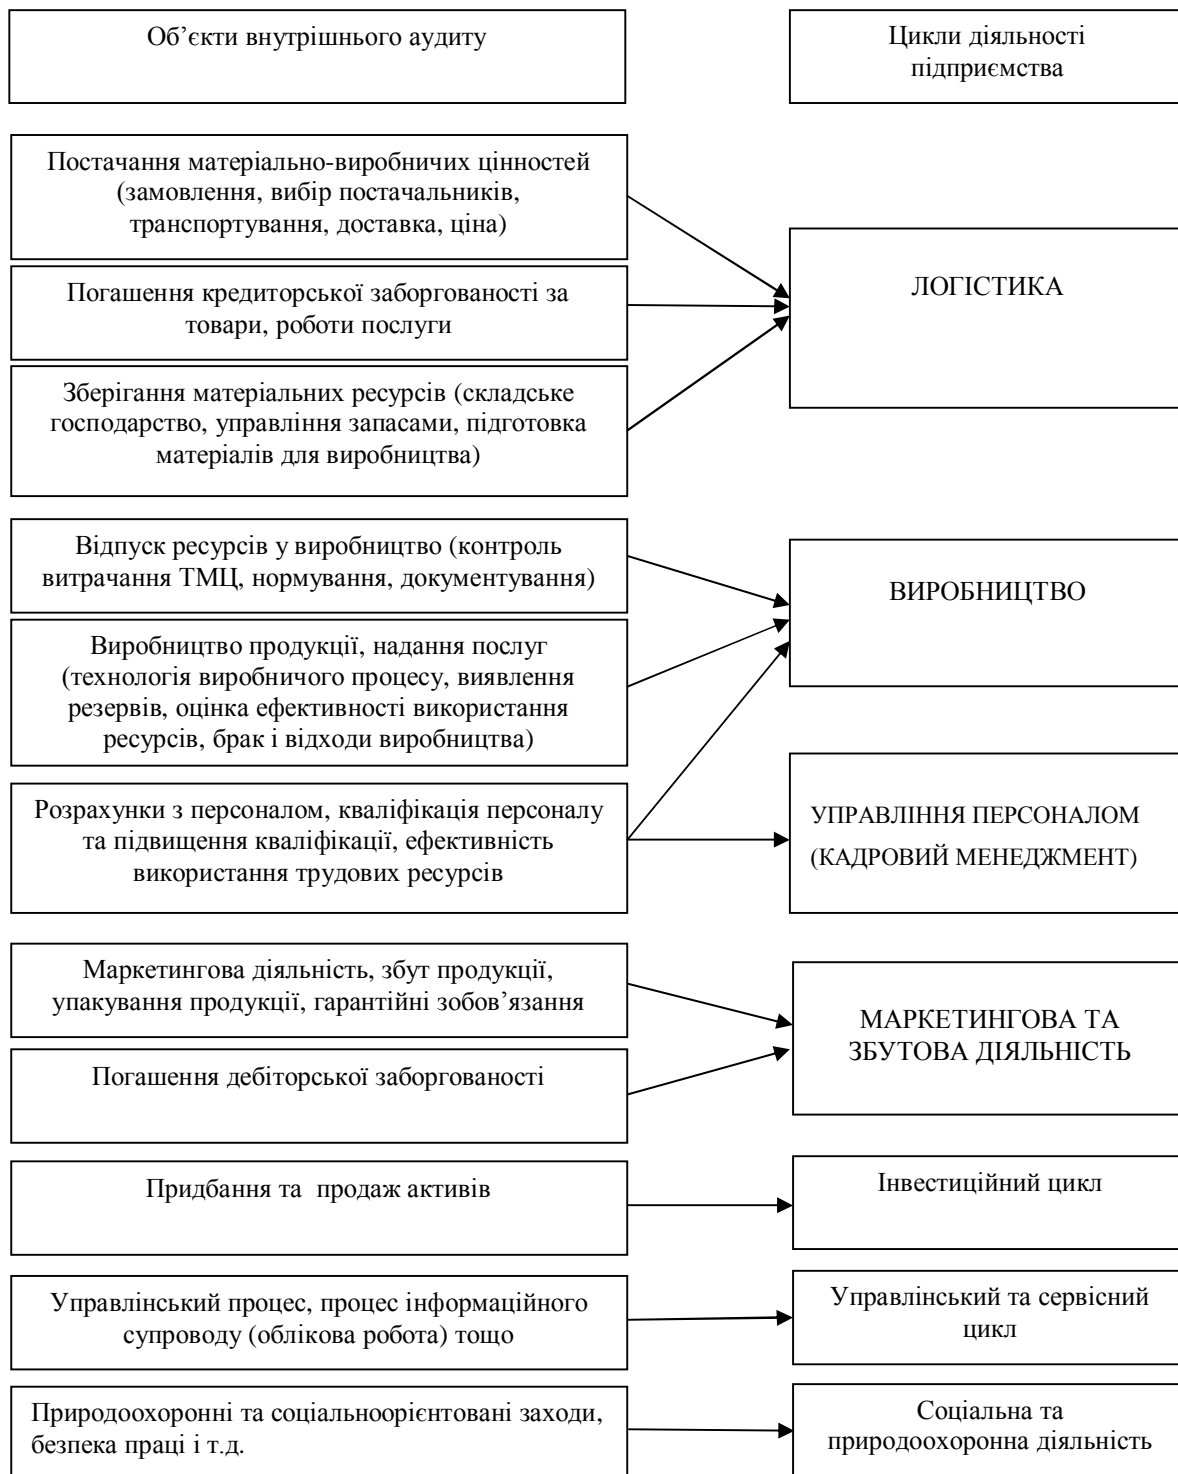 Об’єкти внутрішнього аудиту
Цикли діяльності
підприємства
Постачання матеріально-виробничих цінностей
(замовлення, вибір постачальників,
транспортування, доставка, ціна)
Погашення кредиторської заборгованості за
товари, роботи послуги
Зберігання матеріальних ресурсів (складське
господарство, управління запасами, підготовка
матеріалів для виробництва)
ЛОГІСТИКА
Відпуск ресурсів у виробництво (контроль
витрачання ТМЦ, нормування, документування)
Виробництво продукції, надання послуг
(технологія виробничого процесу, виявлення
резервів, оцінка ефективності використання
ресурсів, брак і відходи виробництва)
ВИРОБНИЦТВО
Розрахунки з персоналом, кваліфікація персоналу
та підвищення кваліфікації, ефективність
використання трудових ресурсів
УПРАВЛІННЯ ПЕРСОНАЛОМ
(КАДРОВИЙ МЕНЕДЖМЕНТ)
Маркетингова діяльність, збут продукції,
упакування продукції, гарантійні зобов’язання
Погашення дебіторської заборгованості
МАРКЕТИНГОВА ТА
ЗБУТОВА ДІЯЛЬНІСТЬ
Придбання та  продаж активів
Інвестиційний цикл
Управлінський процес, процес інформаційного
супроводу (облікова робота) тощо
Управлінський та сервісний
цикл
Природоохоронні та соціальноорієнтовані заходи,
безпека праці і т.д.
Соціальна та
природоохоронна діяльність